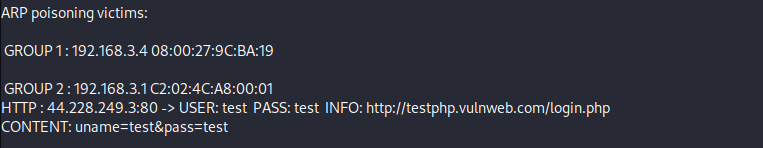 ARP poisoning victims:
GROUP 1 : 192.168.3.4 08:00:27:9C:BA:19
GROUP 2 : 192.168.3.1 C2:02:4C:A8:00:01
HTTP : 44.228.249.3:80 -> USER: test  PASS: test  INFO: http://testphp.vulnweb.com/login.php
CONTENT: uname=test&pass=test